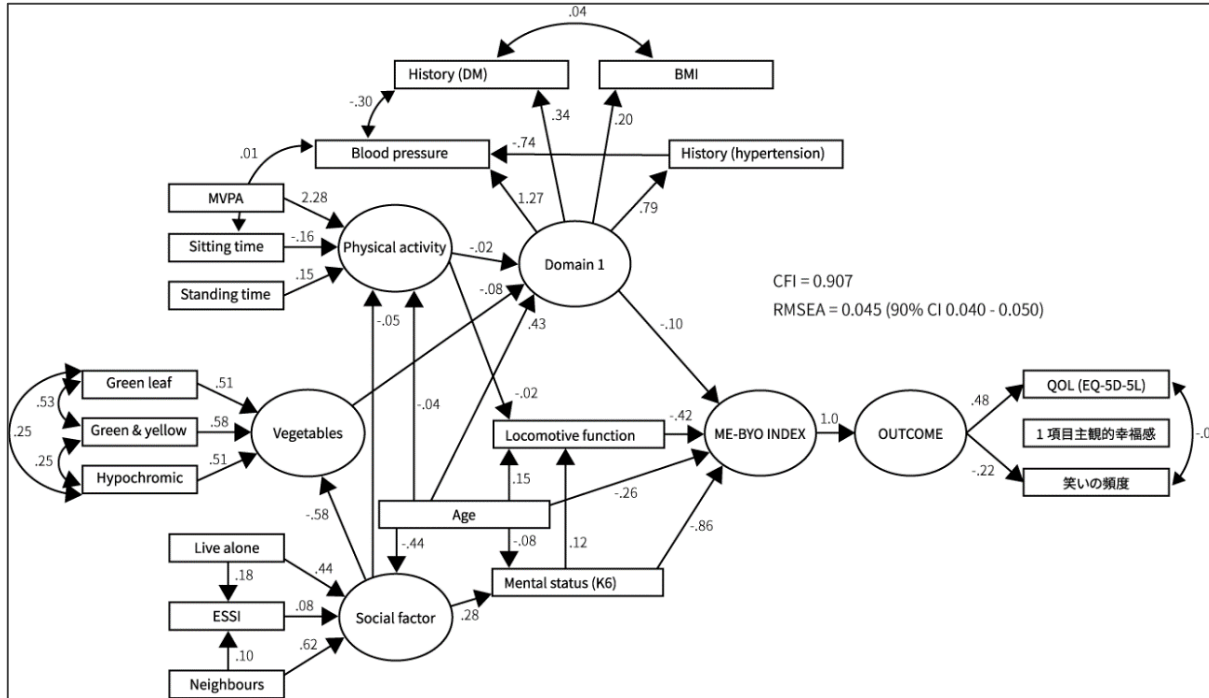 .04
History (DM)
BMI
-.30
.34
.20
.01
Blood pressure
-.74
History (hypertension)
MVPA
2.28
1.27
.79
Sitting time
-.16
Physical activity
-.02
Domain 1
Standing time
.15
-.08
CFI = 0.907
RMSEA = 0.045 (90% CI 0.040 - 0.050)
-.05
.43
-.10
Green leaf
.51
-.04
-.02
QOL (EQ-5D-5L)
.53
.48
Green & yellow
.58
Vegetables
Locomotive function
-.42
ME-BYO INDEX
1.0
OUTCOME
1 項目主観的幸福感
-.0
.25
.25
Hypochromic
.51
-.22
笑いの頻度
.15
-.26
-.58
Age
-.86
Live alone
-.44
-.08
.12
.44
.18
Mental status (K6)
ESSI
.08
Social factor
.28
.10
.62
Neighbours